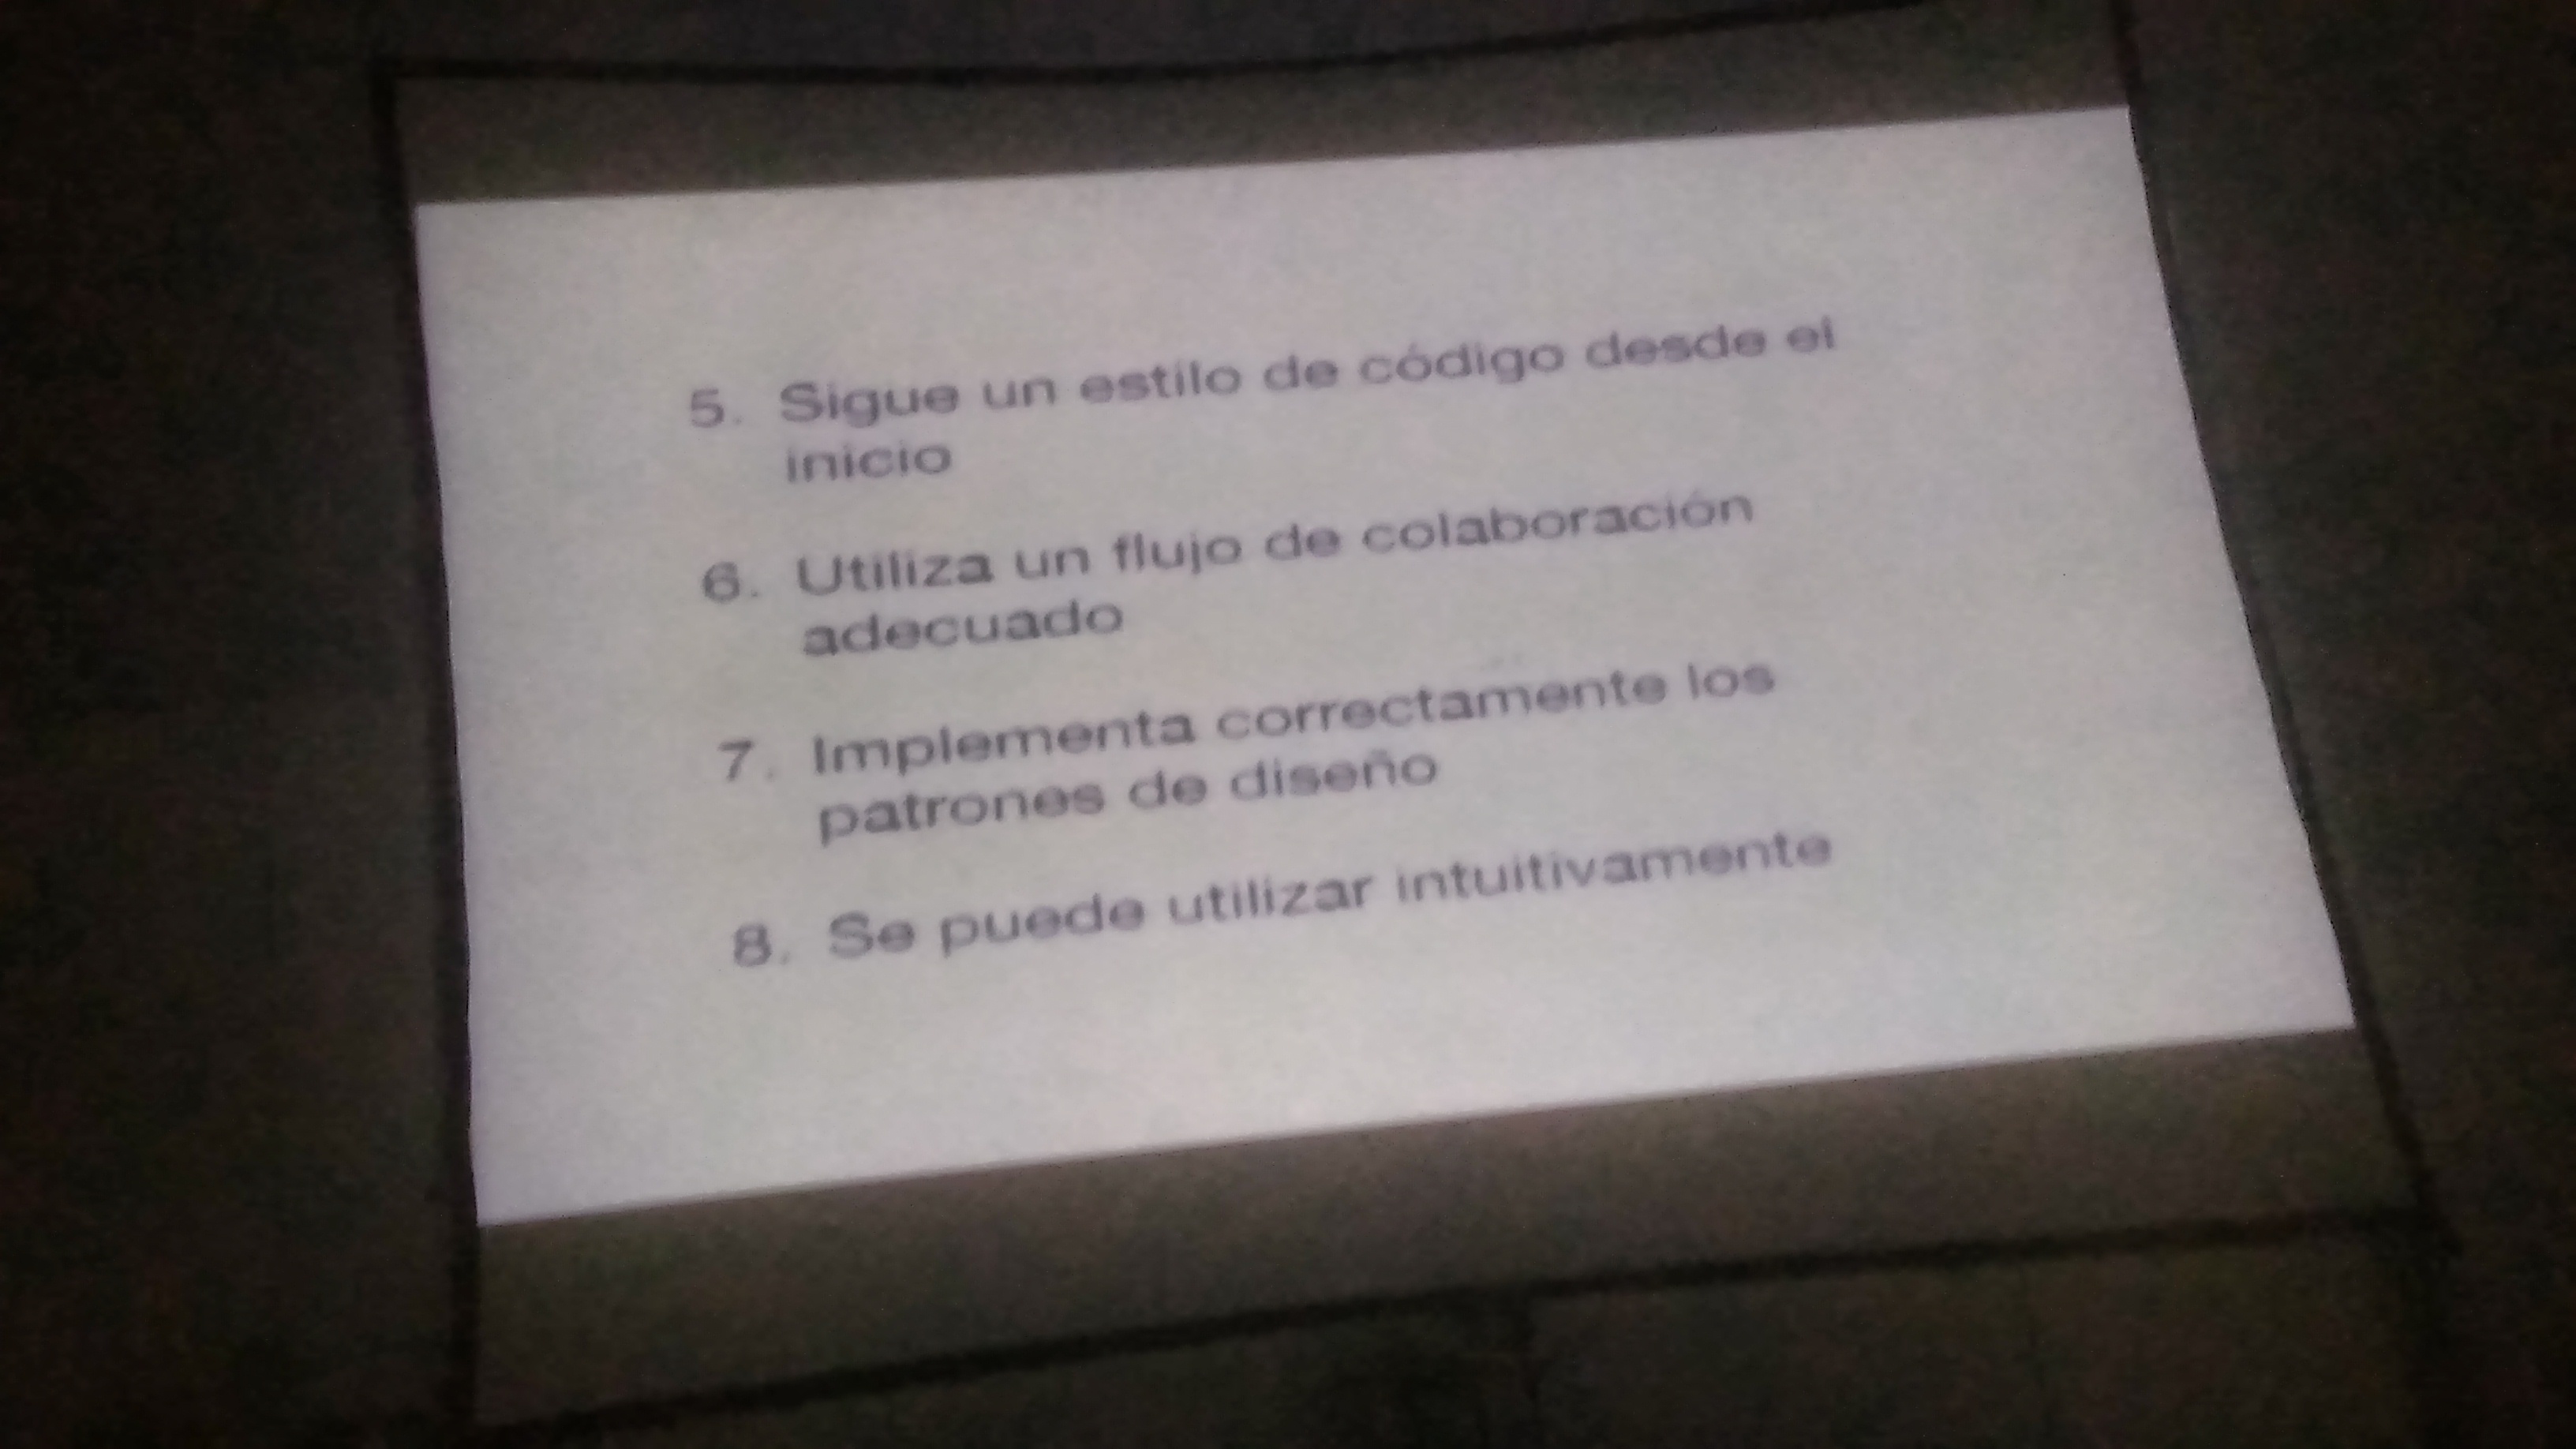 5. Sigue un estilo de código desde el
inicio
6. Utiliza un flujo de colaboración
adecuado
7. Implementa correctamente los
patrones de diseño
8. Se puede utilizar intuitivamente